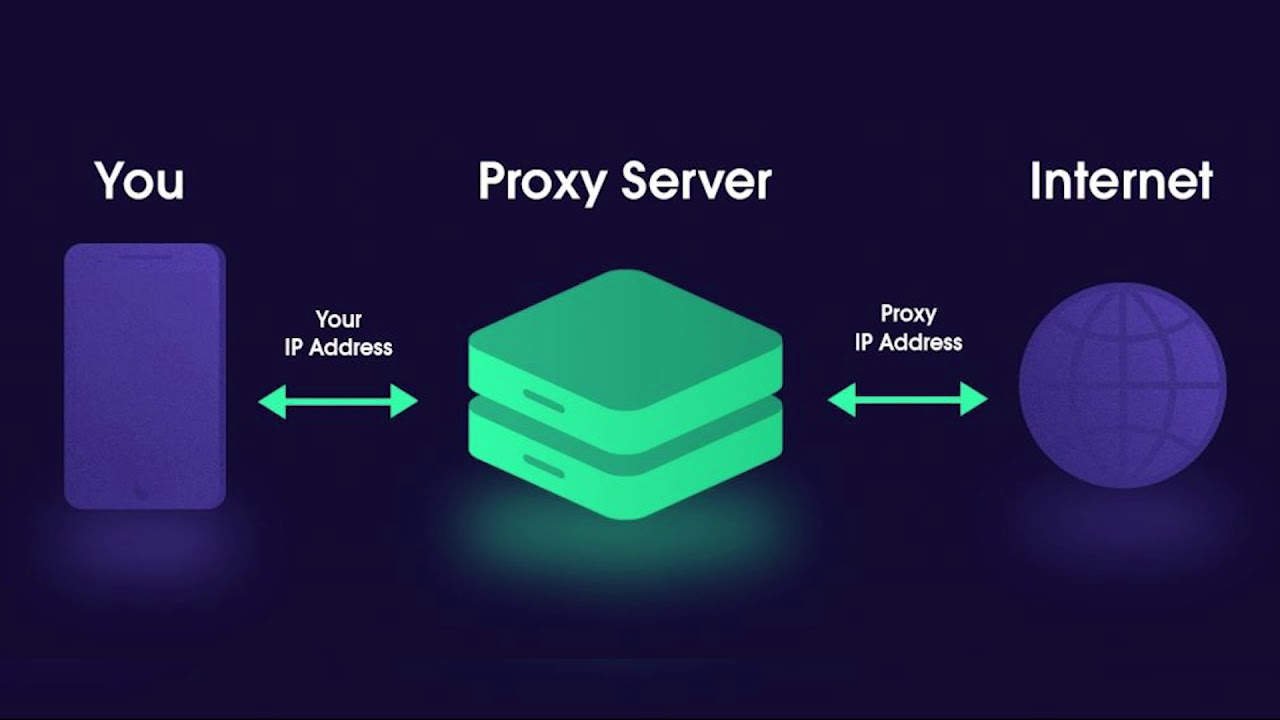 You
Proxy Server
Internet
Your
IP Address
Proxy
IP Address